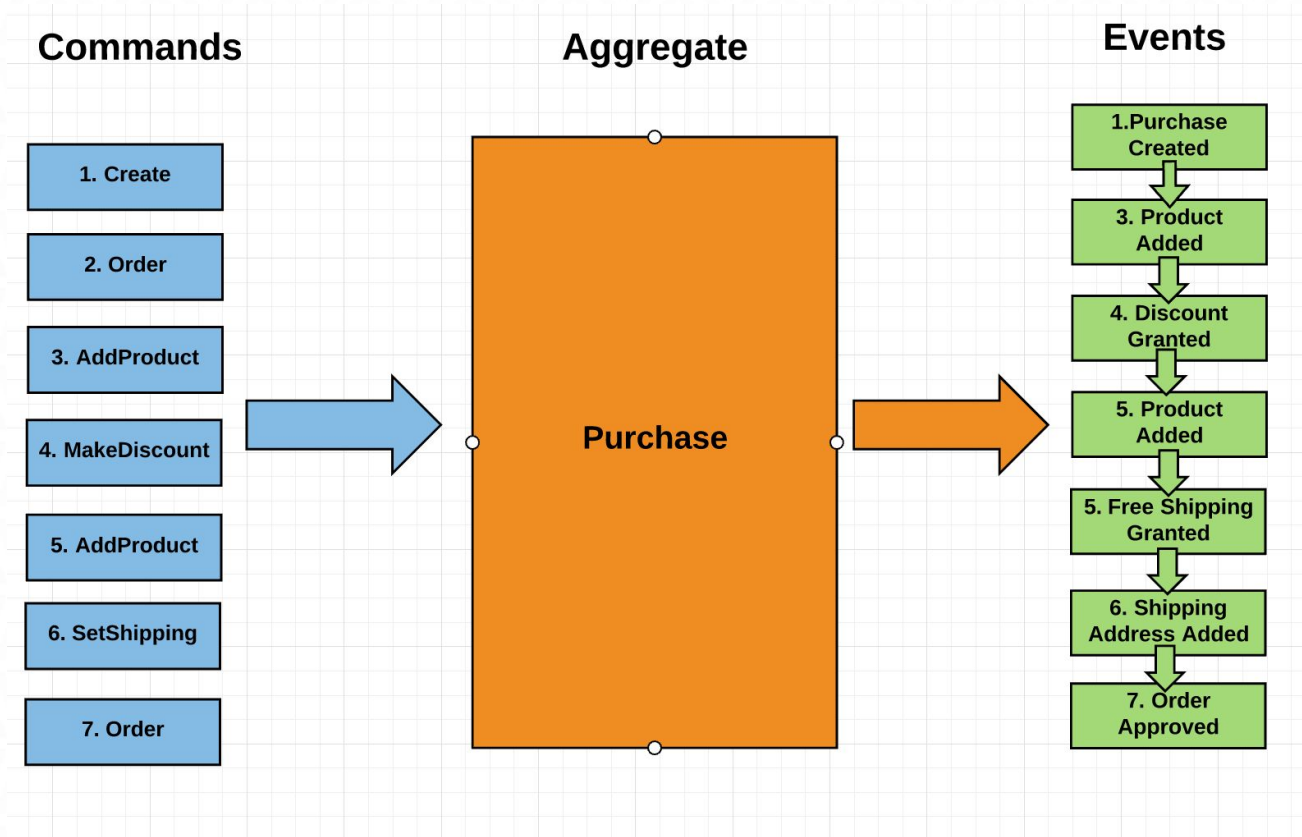 Commands
Aggregate
Events
1. Create
2. Order
3. AddProduct
4. MakeDiscount
5. AddProduct
6. SetShipping
7. Order
Purchase
1.Purchase
Created
3. Product
Added
4. Discount
Granted
5. Product
Added
5. Free Shipping
Granted
6. Shipping
Address Added
7. Order
Approved